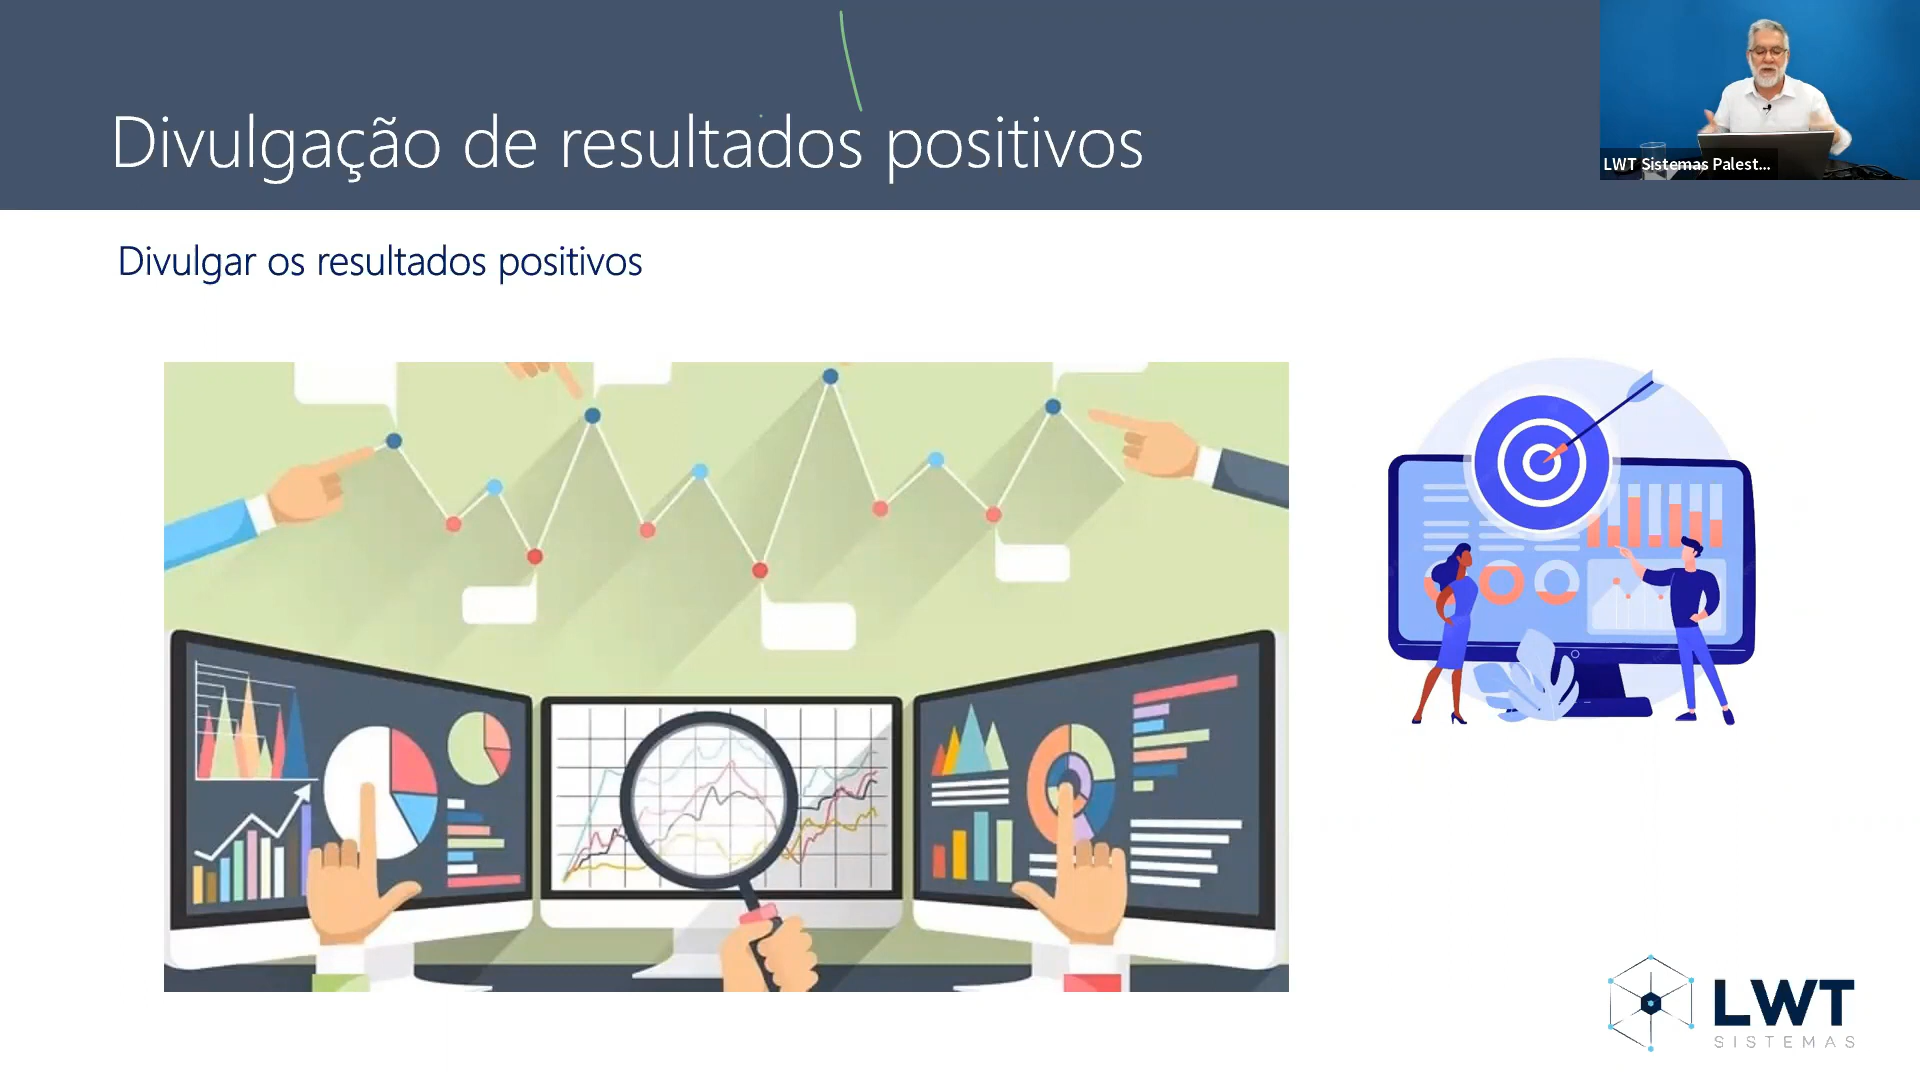 Divulgação de resultados positivos
LWT Sistemas Palest...
Divulgar os resultados positivos
LWT
SISTEMAS